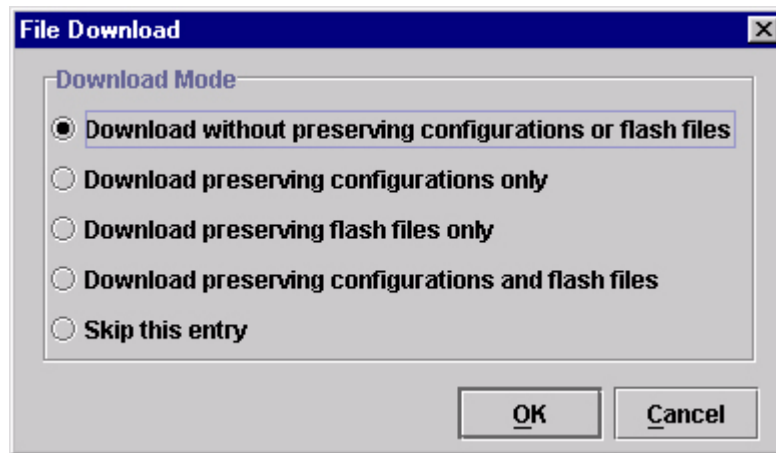 File Download
Download Mode
Download without preserving configurations or flash files
Download preserving configurations only
Download preserving flash files only
Download preserving configurations and flash files
Skip this entry
OK Cancel